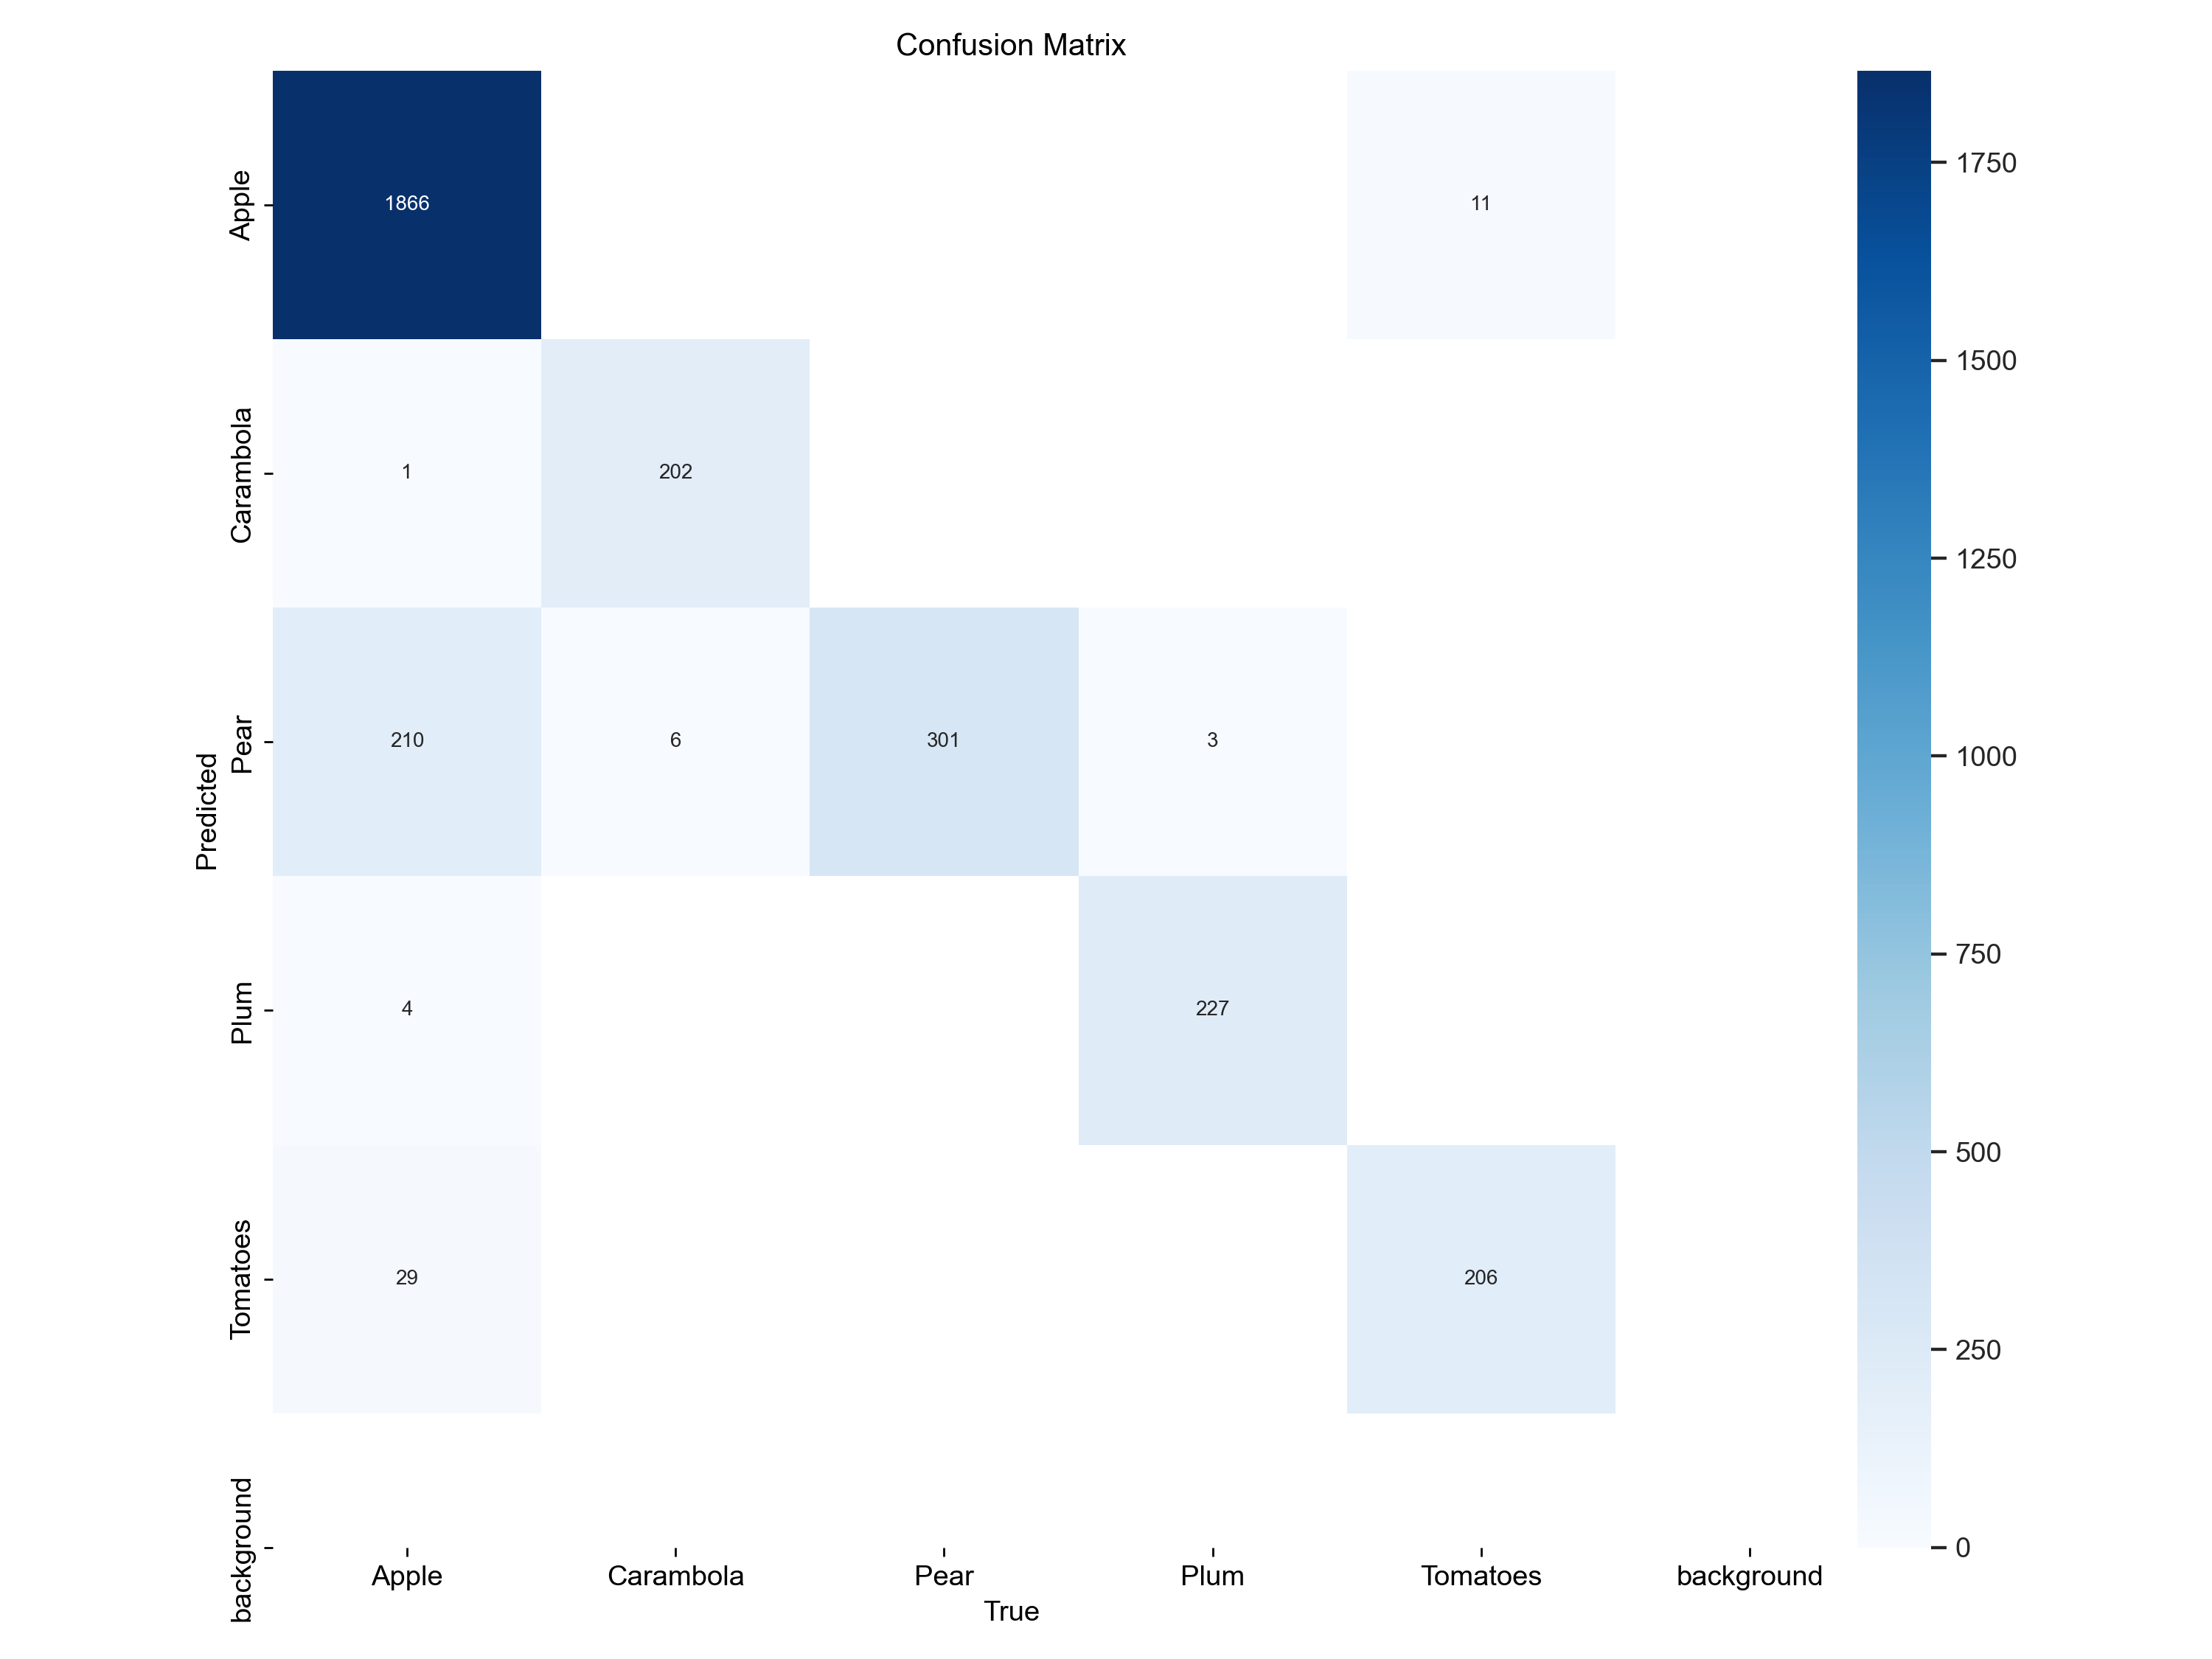 Confusion Matrix
Apple
1866
11
Carambola
1
202
Pear
210
6
301
3
Plum
4
227
Tomatoes
29
206
background
Predicted
Apple
Carambola
Pear
Plum
Tomatoes
background
True
1750
1500
1250
1000
750
500
250
0